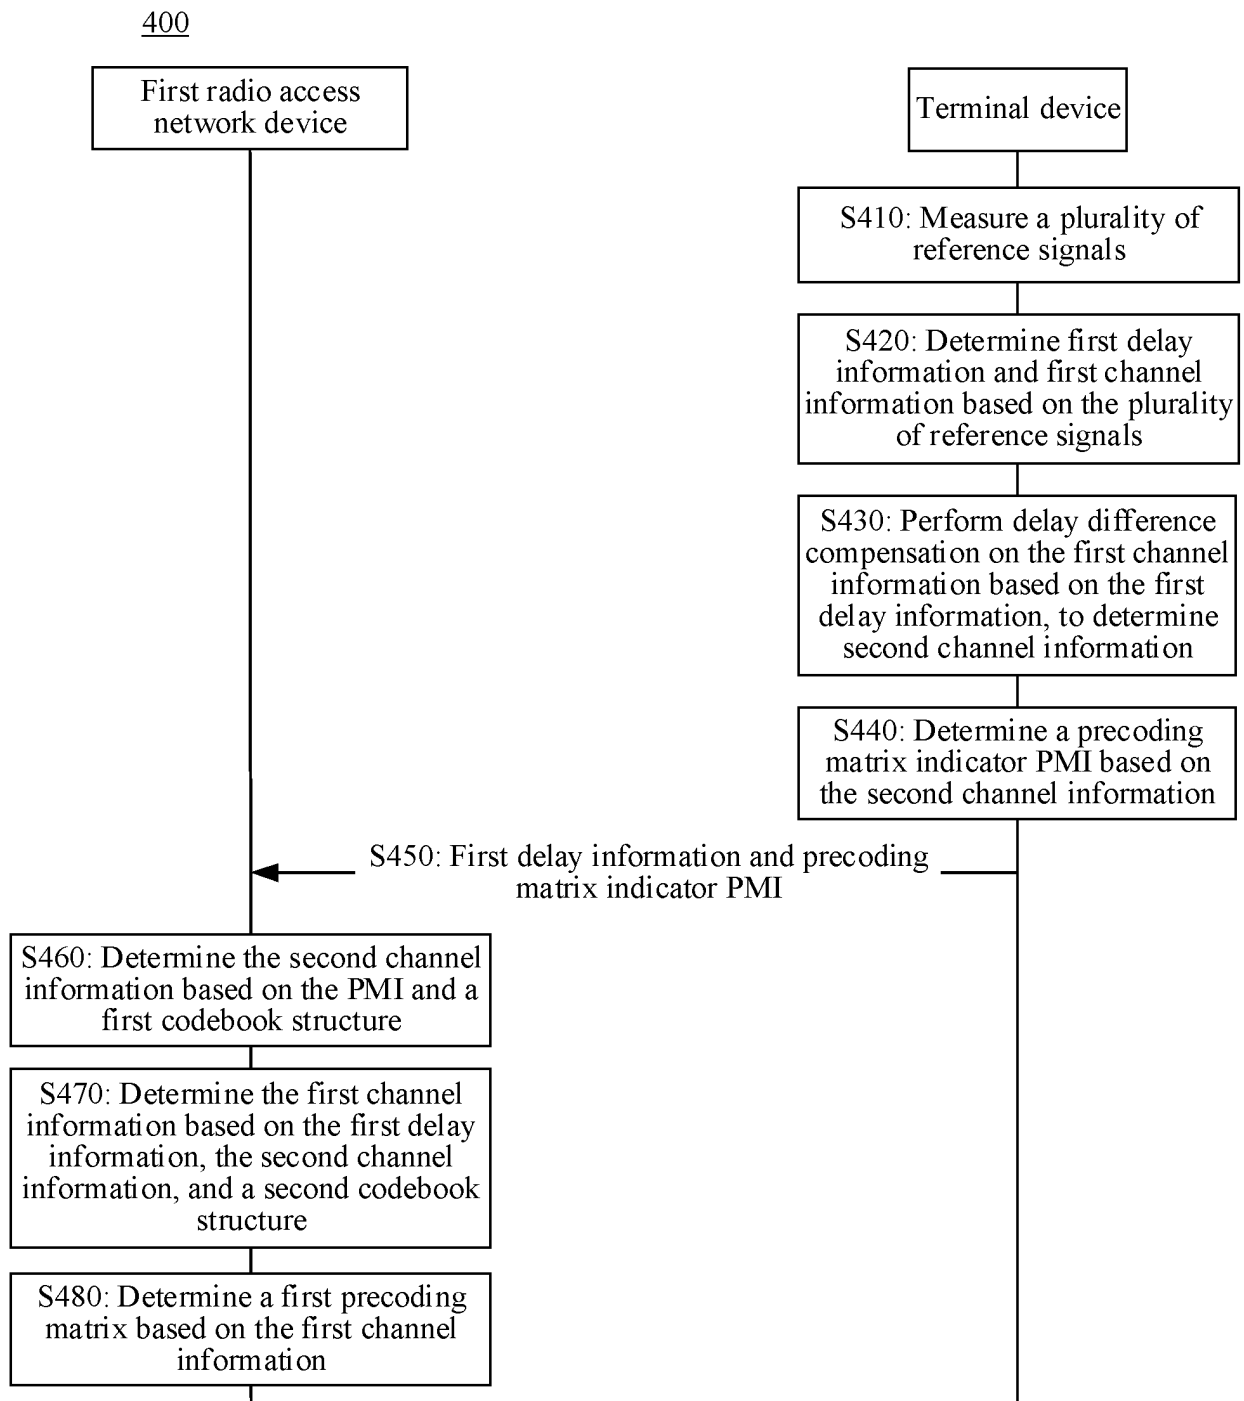 400
First radio access
network device
Terminal device
S410: Measure a plurality of
reference signals
S420: Determine first delay
information and first channel
information based on the plurality
of reference signals
S430: Perform delay difference
compensation on the first channel
information based on the first
delay information, to determine
second channel information
S440: Determine a precoding
matrix indicator PMI based on
the second channel information
S450: First delay information and precoding
matrix indicator PMI
S460: Determine the second channel
information based on the PMI and a
first codebook structure
S470: Determine the first channel
information based on the first delay
information, the second channel
information, and a second codebook
structure
S480: Determine a first precoding
matrix based on the first channel
information